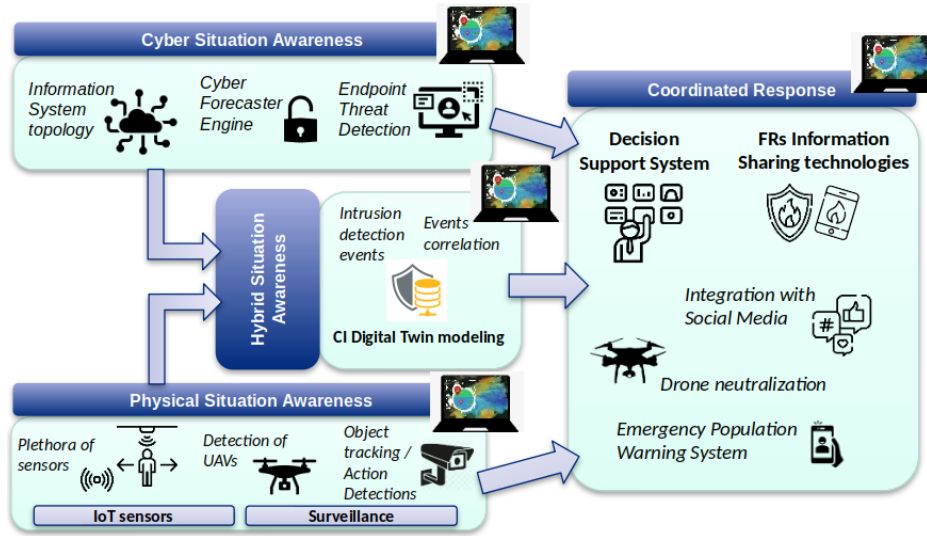 Cyber Situation Awareness
Information
System
topology
Cyber
Forecaster
Engine
Endpoint
Threat
Detection
Coordinated Response
Decision
Support System
FRs Information
Sharing technologies
Hybrid Situation
Awareness
Intrusion
detection
events
Events
correlation
CI Digital Twin modeling
Integration with
Social Media
#
Drone neutralization
Emergency Population
Warning System
Physical Situation Awareness
Plethora of
sensors
Detection of
UAVs
Object
tracking /
Action
Detections
IoT sensors
Surveillance